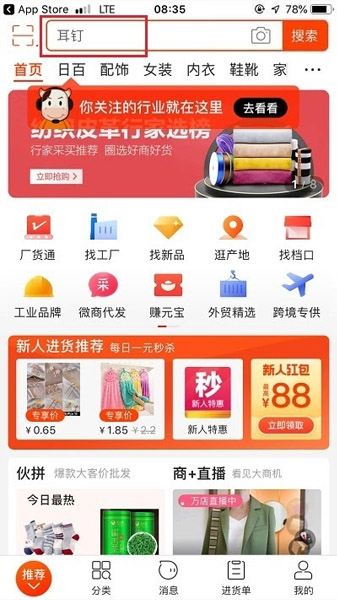 App Store LTE 08:35 78%
耳钉 搜索
首页 日百 配饰 女装 内衣 鞋靴 家
你关注的行业就在这里 去看看
纺织皮革行家选榜
行家采买推荐 圈选好商好货
立即抢购
1 / 8
厂货通 找工厂 找新品 逛产地 找档口
采
工业品牌 微商代发 赚元宝 外贸精选 跨境专供
新人进货推荐 每日一元秒杀
新人红包
最高 ¥88
秒
专享价 专享价 新人特惠 立即领取
¥0.65 ¥1.85 ¥2.2 新人特惠
伙拼 爆款大客价批发 商+直播 看见大商机
今日最热 万店直播中
推荐 分类 消息 进货单 我的